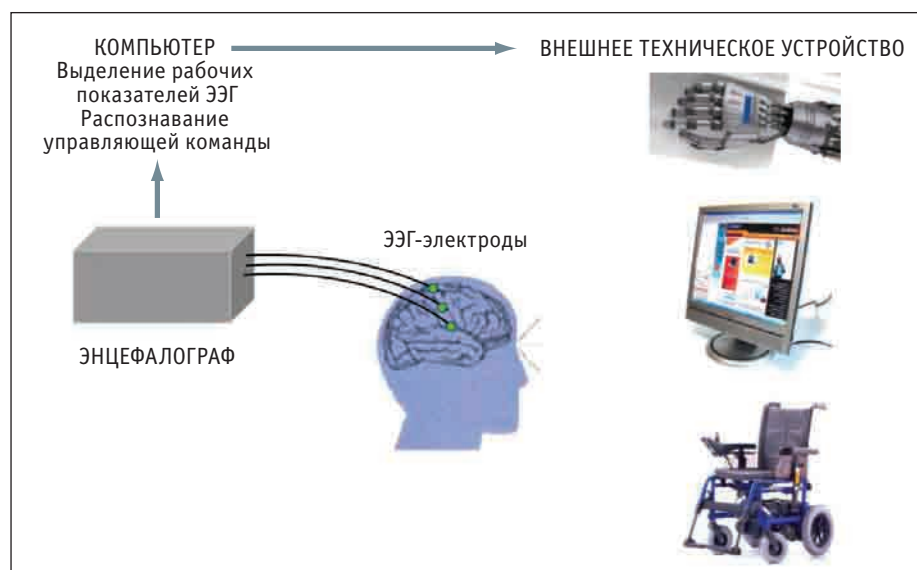 КОМПЬЮТЕР
Выделение рабочих
показателей ЭЭГ
Распознавание
управляющей команды
ВНЕШНЕЕ ТЕХНИЧЕСКОЕ УСТРОЙСТВО
ЭЭГ-электроды
ЭНЦЕФАЛОГРАФ